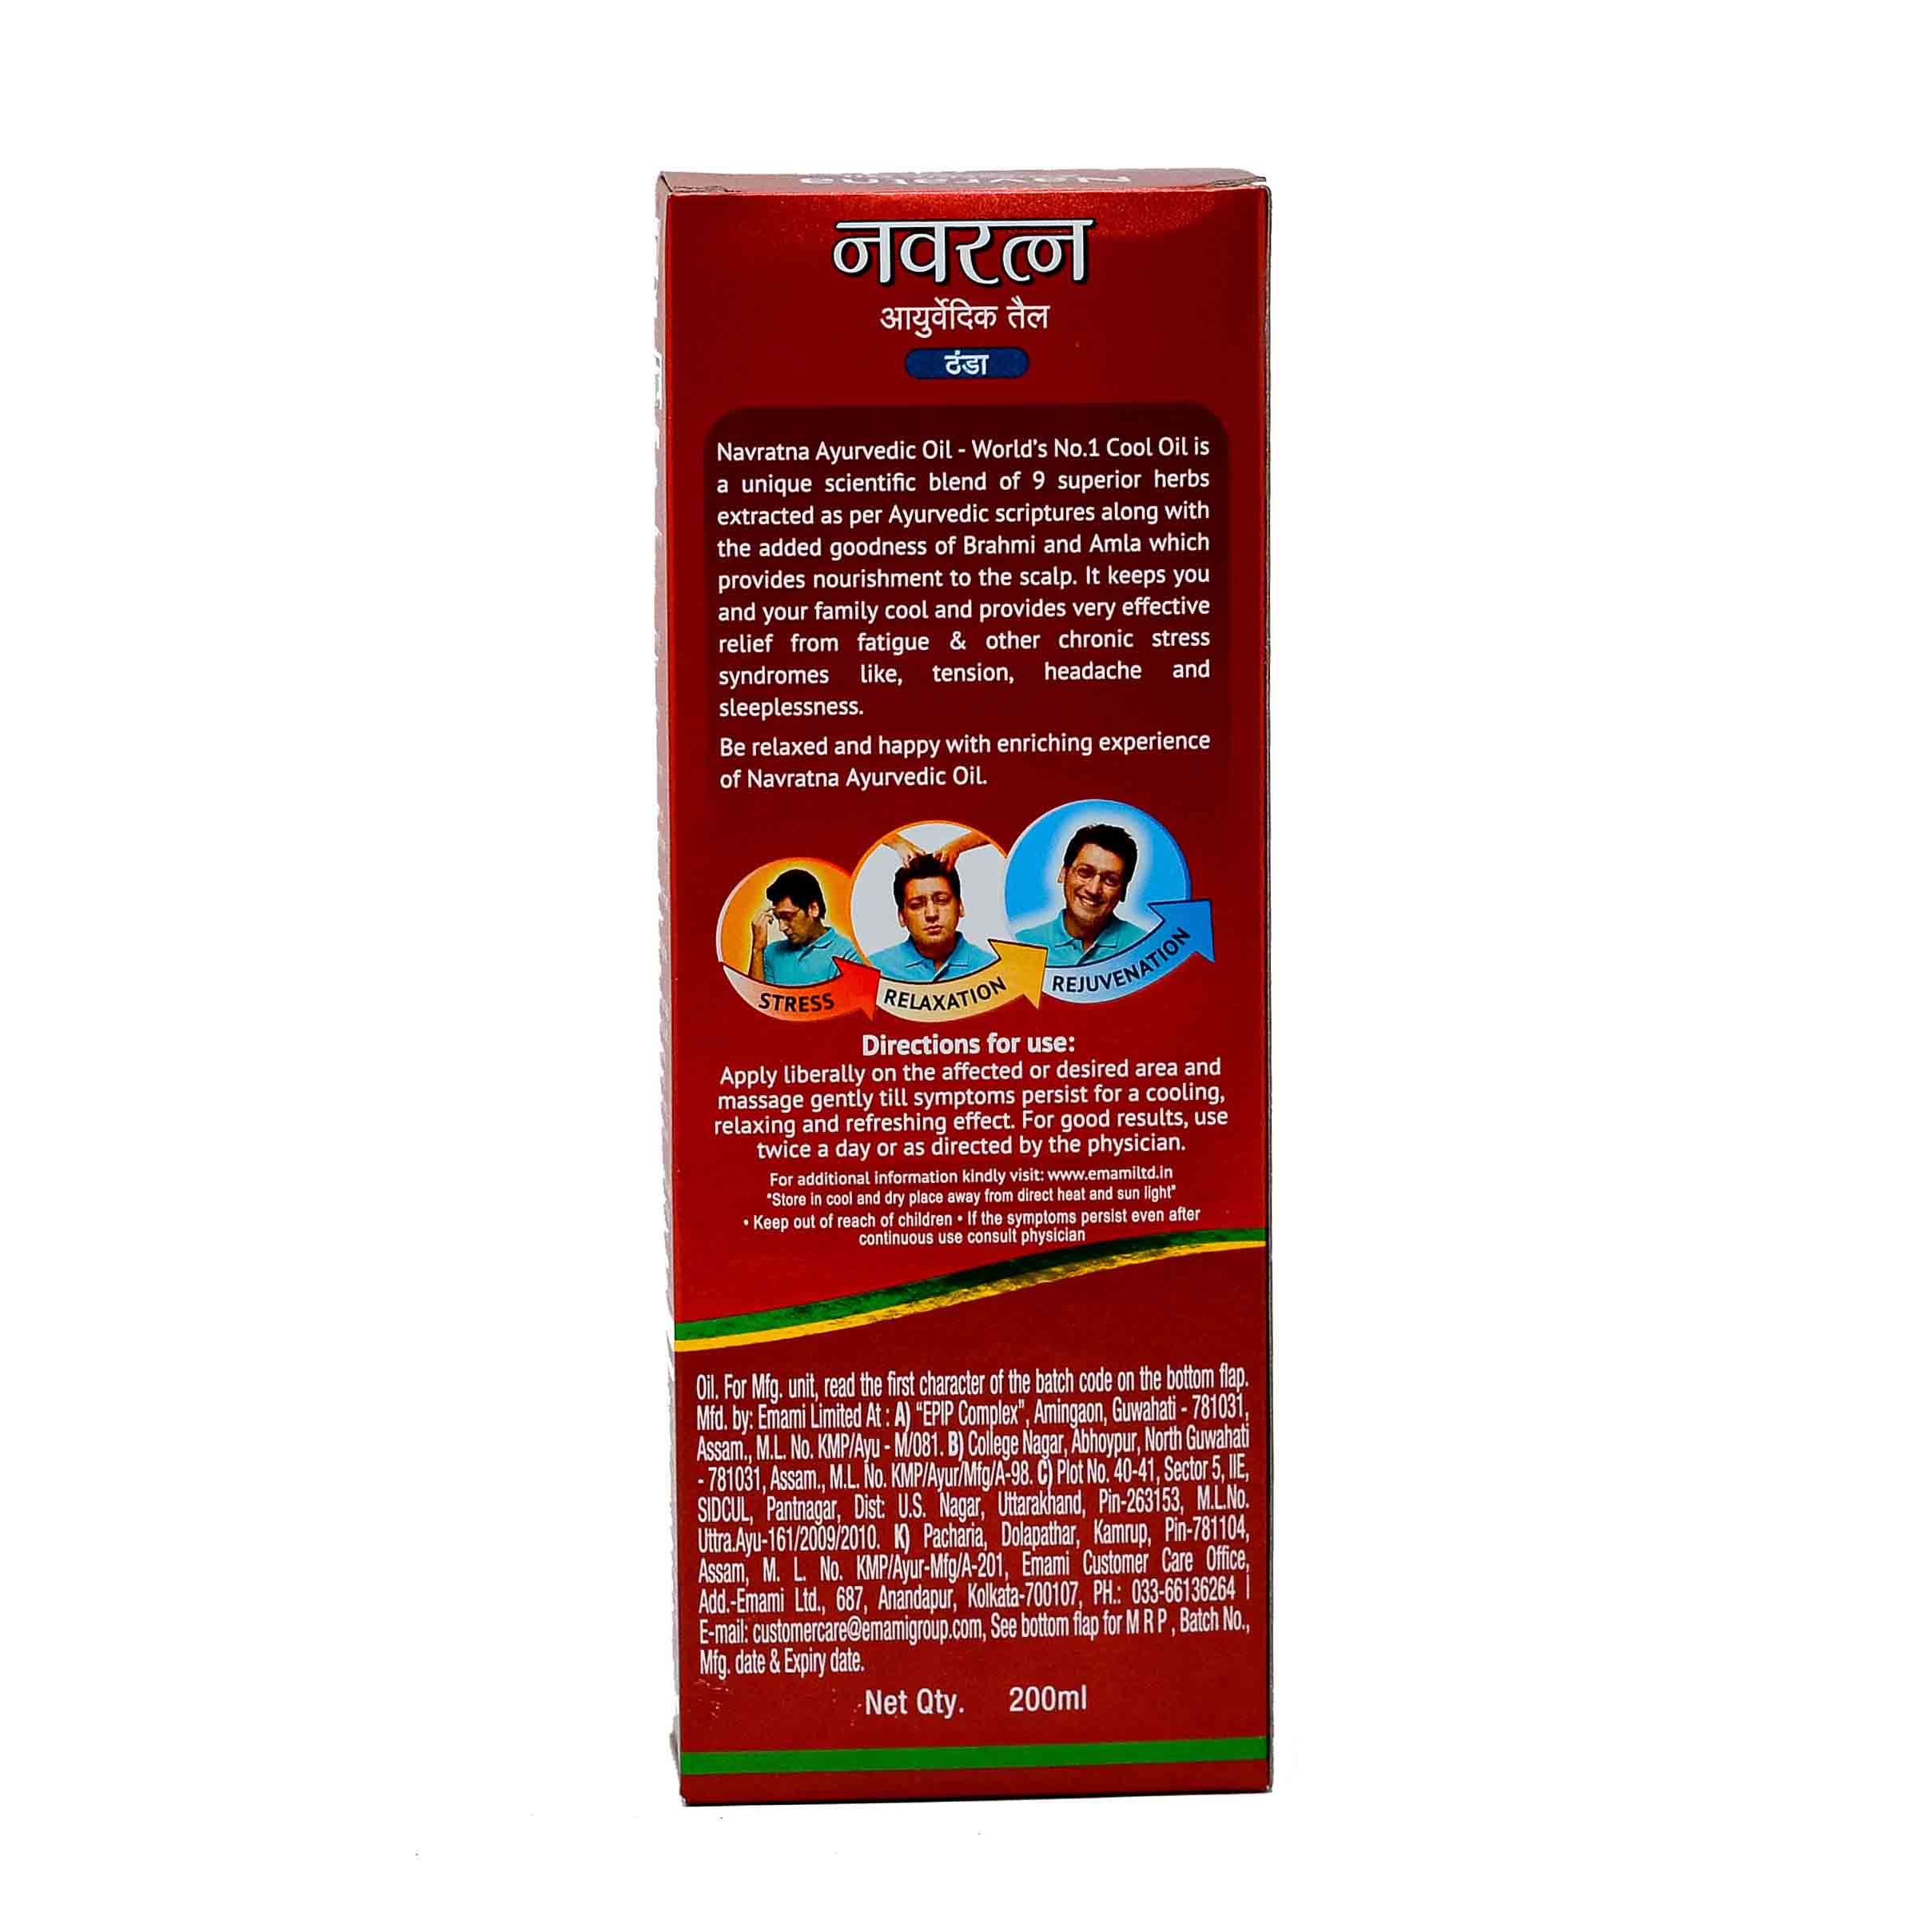 नवरत्न
आयुर्वेदिक तैल
ठंडा
Navratna Ayurvedic Oil - World's No.1 Cool Oil is
a unique scientific blend of 9 superior herbs
extracted as per Ayurvedic scriptures along with
the added goodness of Brahmi and Amla which
provides nourishment to the scalp. It keeps you
and your family cool and provides very effective
relief from fatigue & other chronic stress
syndromes like, tension, headache and
sleeplessness.
Be relaxed and happy with enriching experience
of Navratna Ayurvedic Oil.
STRESS
RELAXATION
REJUVENATION
Directions for use:
Apply liberally on the affected or desired area and
massage gently till symptoms persist for a cooling,
relaxing and refreshing effect. For good results, use
twice a day or as directed by the physician.
For additional information kindly visit: www.emamiltd.in
"Store in cool and dry place away from direct heat and sun light"
• Keep out of reach of children • If the symptoms persist even after
continuous use consult physician
Oil. For Mfg. unit, read the first character of the batch code on the bottom flap.
Mfd. by: Emami Limited At : A) "EPIP Complex", Amingaon, Guwahati - 781031,
Assam., M.L. No. KMP/Ayu - M/081. B) College Nagar, Abhoypur, North Guwahati
- 781031, Assam., M.L. No. KMP/Ayur/Mfg/A-98. C) Plot No. 40-41, Sector 5, IIE,
SIDCUL, Pantnagar, Dist: U.S. Nagar, Uttarakhand, Pin-263153, M.L.No.
Uttra.Ayu-161/2009/2010. K) Pacharia, Dolapathar, Kamrup, Pin-781104,
Assam, M. L. No. KMP/Ayur-Mfg/A-201, Emami Customer Care Office,
Add.-Emami Ltd., 687, Anandapur, Kolkata-700107, PH.: 033-66136264 |
E-mail: customercare@emamigroup.com, See bottom flap for M R P , Batch No.,
Mfg. date & Expiry date.
Net Qty. 200ml